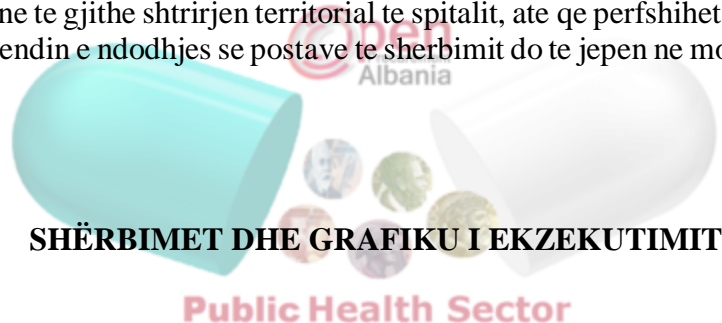 ne te gjithe shtrirjen territorial te spitalit, ate qe perfshihet
endin e ndodhjes se postave te sherbimit do te jepen ne mo
Open
Albania
SHËRBIMET DHE GRAFIKU I EKZEKUTIMIT
Public Health Sector